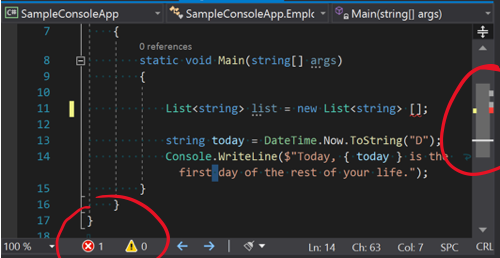 C# SampleConsoleApp SampleConsoleApp.Emplo Main(string[] args)
7 {
0 references
8 static void Main(string[] args)
9 {
10
11 List<string> list = new List<string> [];
12
13 string today = DateTime.Now.ToString("D");
14 Console.WriteLine($"Today, { today } is the
first day of the rest of your life.");
15 }
16 }
17 }
18
100 % 1 0 Ln: 14 Ch: 63 Col: 7 SPC CRL